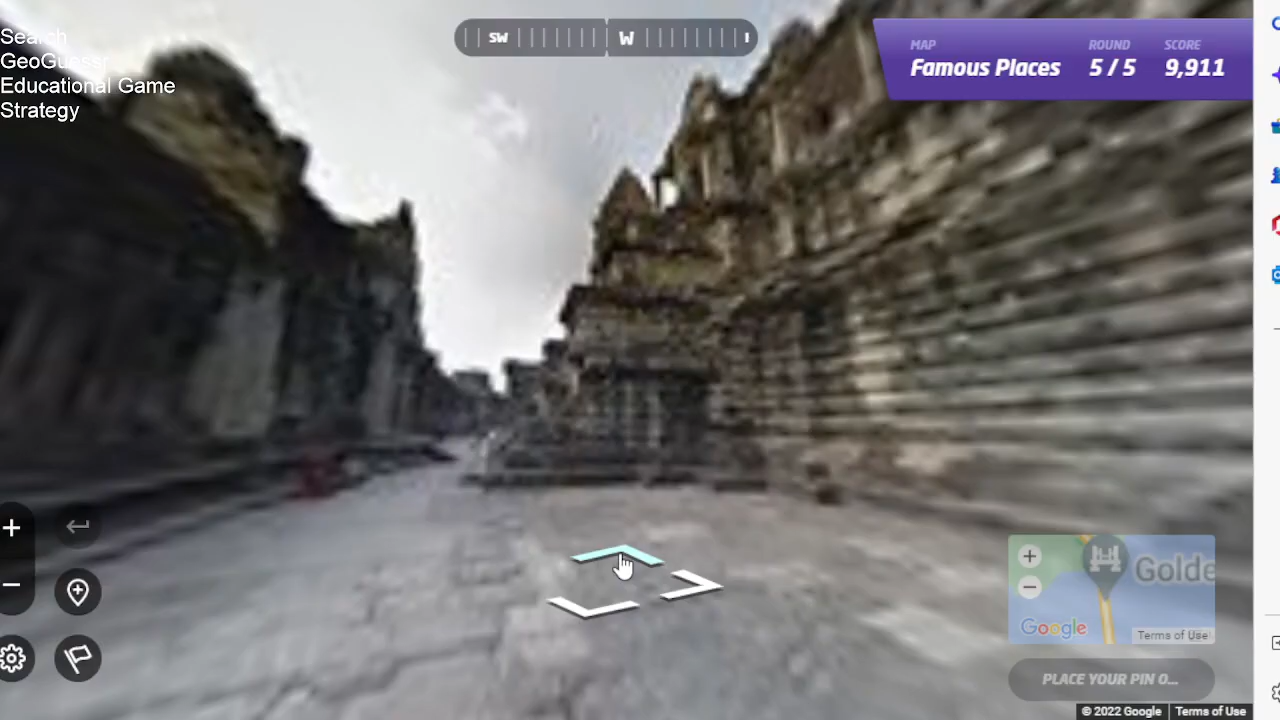 Search
GeoGuessr
Educational Game
Strategy
SW
W
MAP
Famous Places
ROUND
5 / 5
SCORE
9,911
Golde
Google
Terms of Use
PLACE YOUR PIN O...
© 2022 Google
Terms of Use